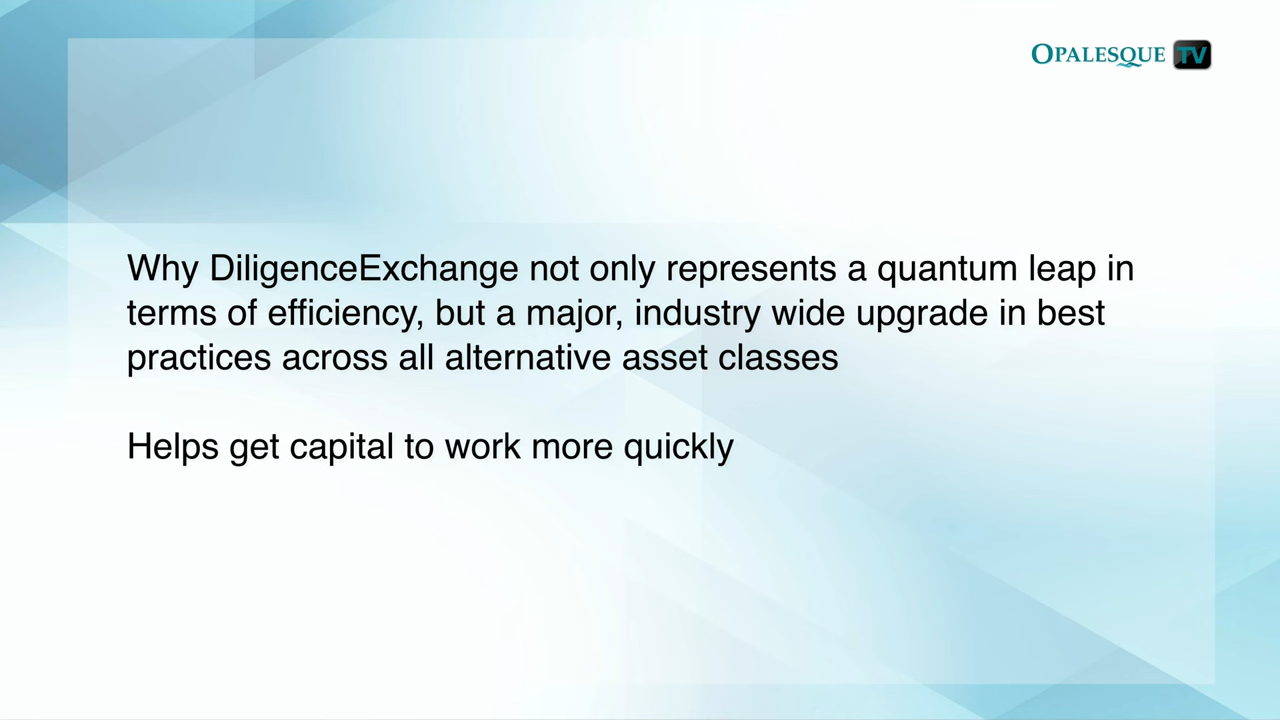 OPALESQUE TV
Why DiligenceExchange not only represents a quantum leap in
terms of efficiency, but a major, industry wide upgrade in best
practices across all alternative asset classes
Helps get capital to work more quickly